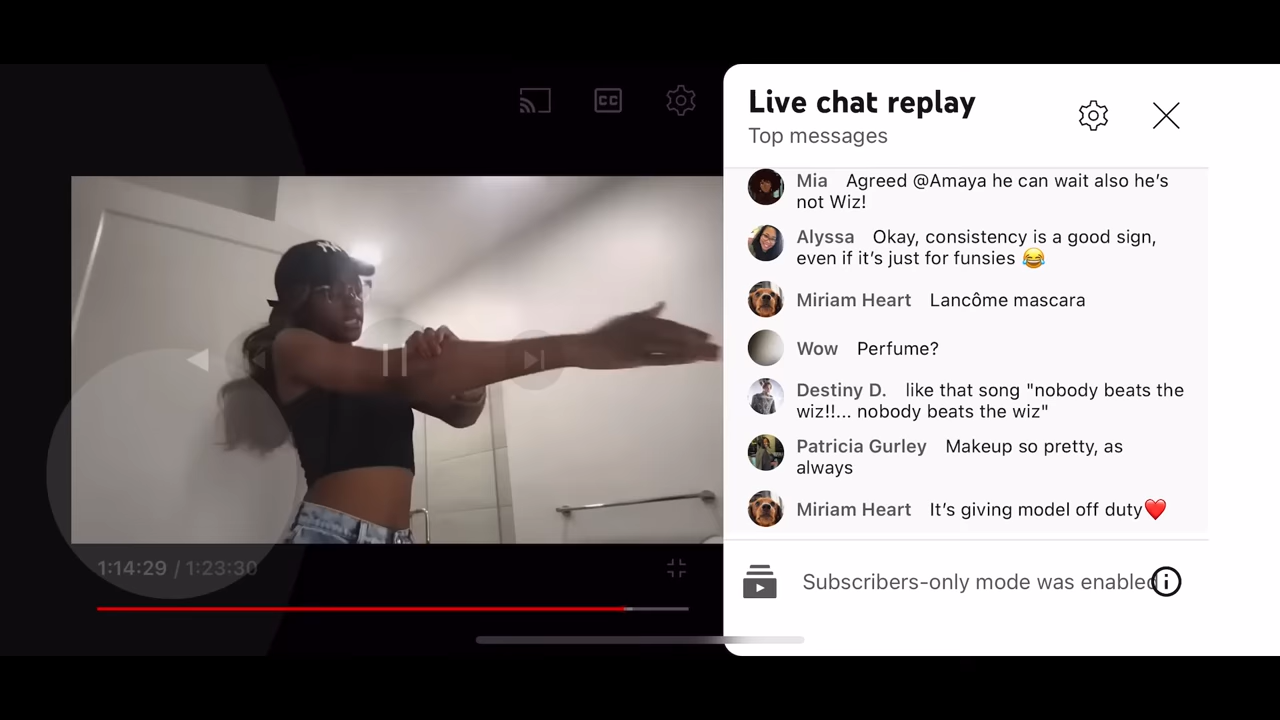 CC
Live chat replay
Top messages
Mia Agreed @Amaya he can wait also he's
not Wiz!
Alyssa Okay, consistency is a good sign,
even if it's just for funsies 😂
Miriam Heart Lancôme mascara
Wow Perfume?
Destiny D. like that song "nobody beats the
wiz!!... nobody beats the wiz"
Patricia Gurley Makeup so pretty, as
always
Miriam Heart It's giving model off duty❤️
1:14:29 / 1:23:30
Subscribers-only mode was enabled